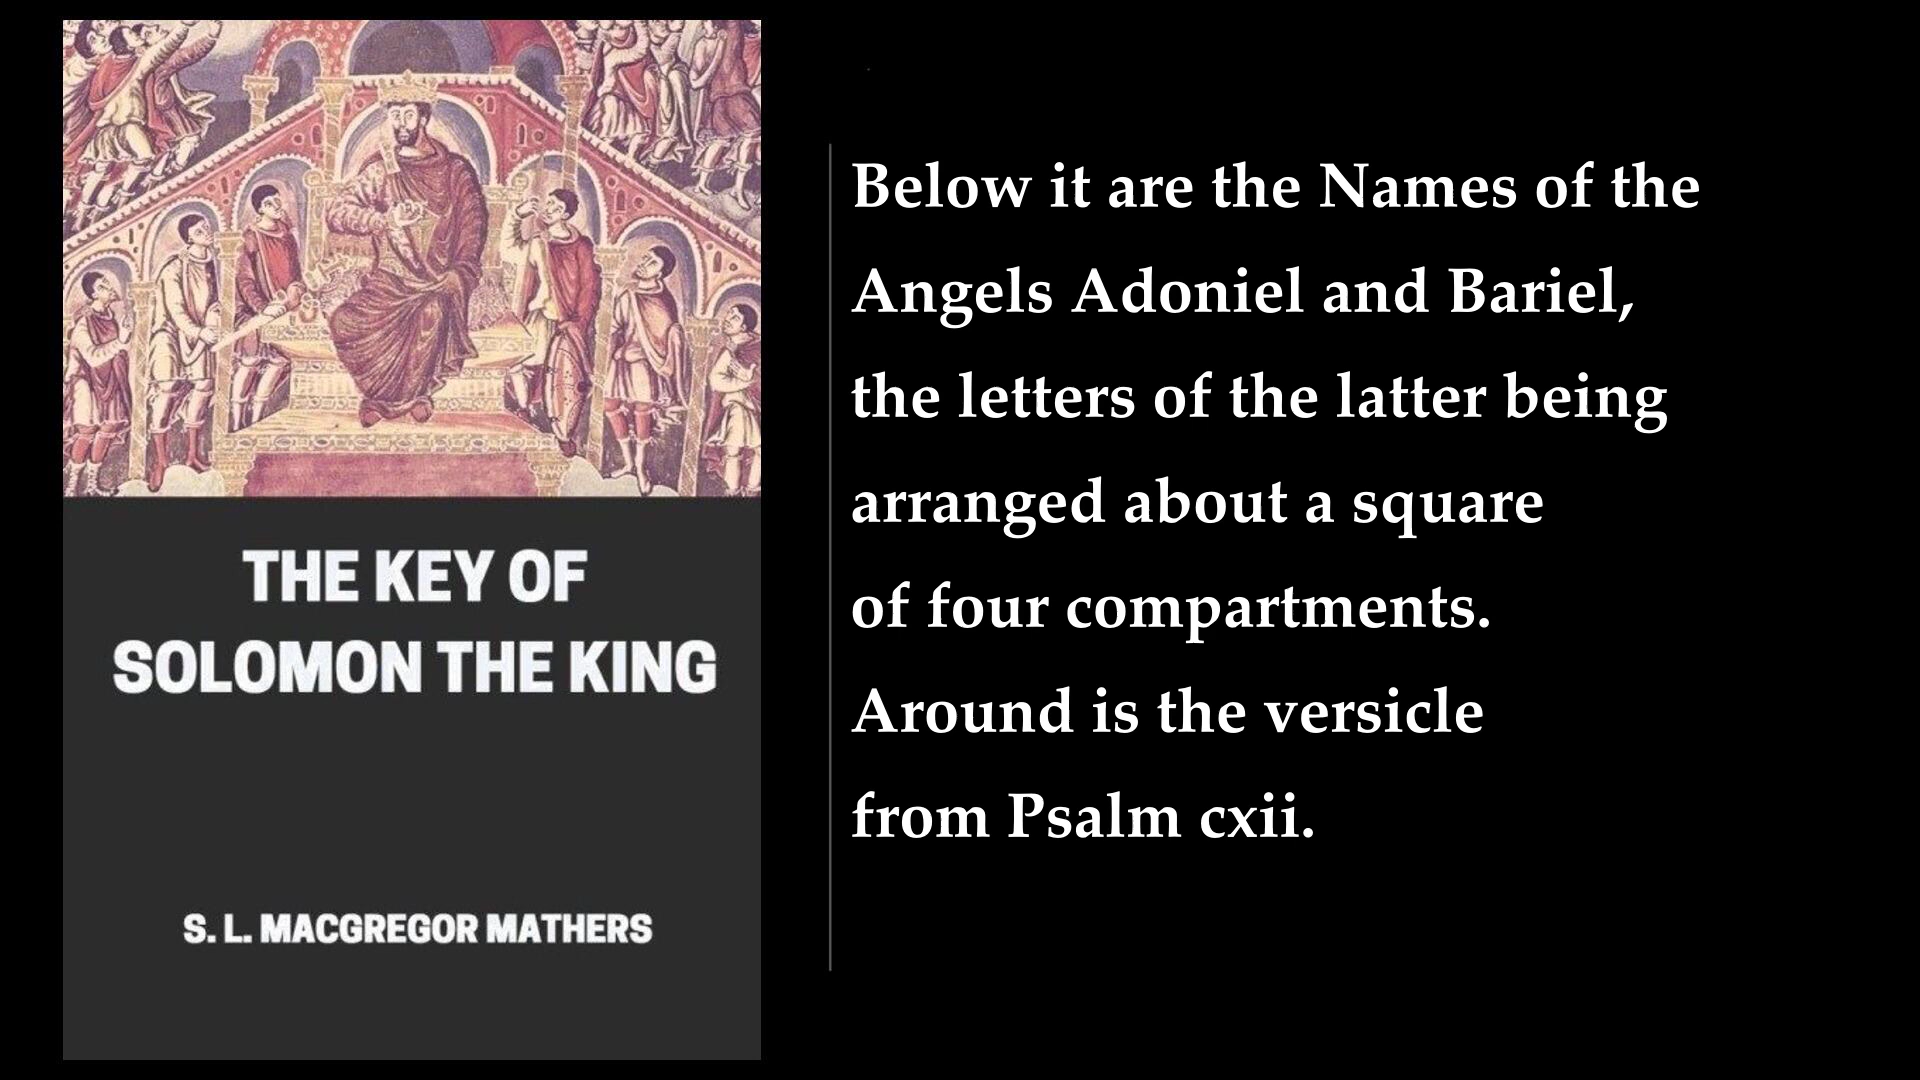 THE KEY OF
SOLOMON THE KING
S. L. MACGREGOR MATHERS
Below it are the Names of the
Angels Adoniel and Bariel,
the letters of the latter being
arranged about a square
of four compartments.
Around is the versicle
from Psalm cxii.